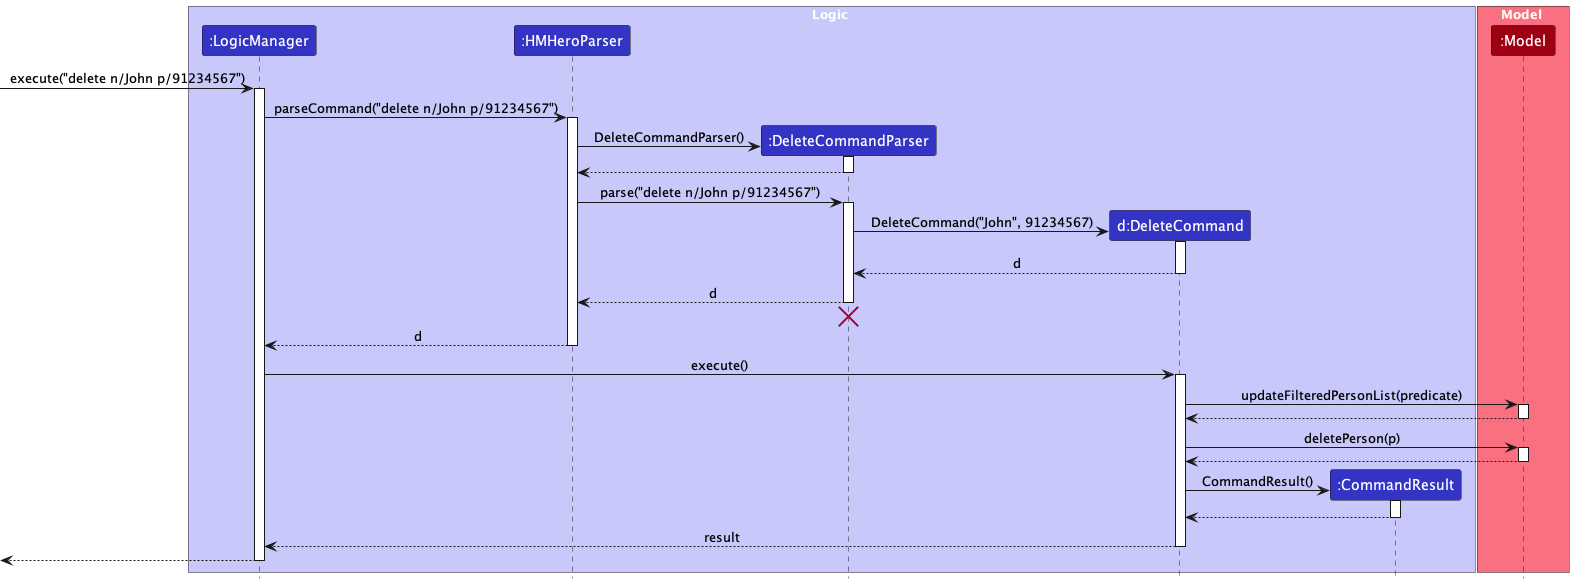 Logic
Model
:LogicManager
:HMHeroParser
:Model
execute("delete n/John p/91234567")
parseCommand("delete n/John p/91234567")
DeleteCommandParser()
:DeleteCommandParser
parse("delete n/John p/91234567")
DeleteCommand("John", 91234567)
d:DeleteCommand
d
d
d
execute()
updateFilteredPersonList(predicate)
deletePerson(p)
CommandResult()
:CommandResult
result